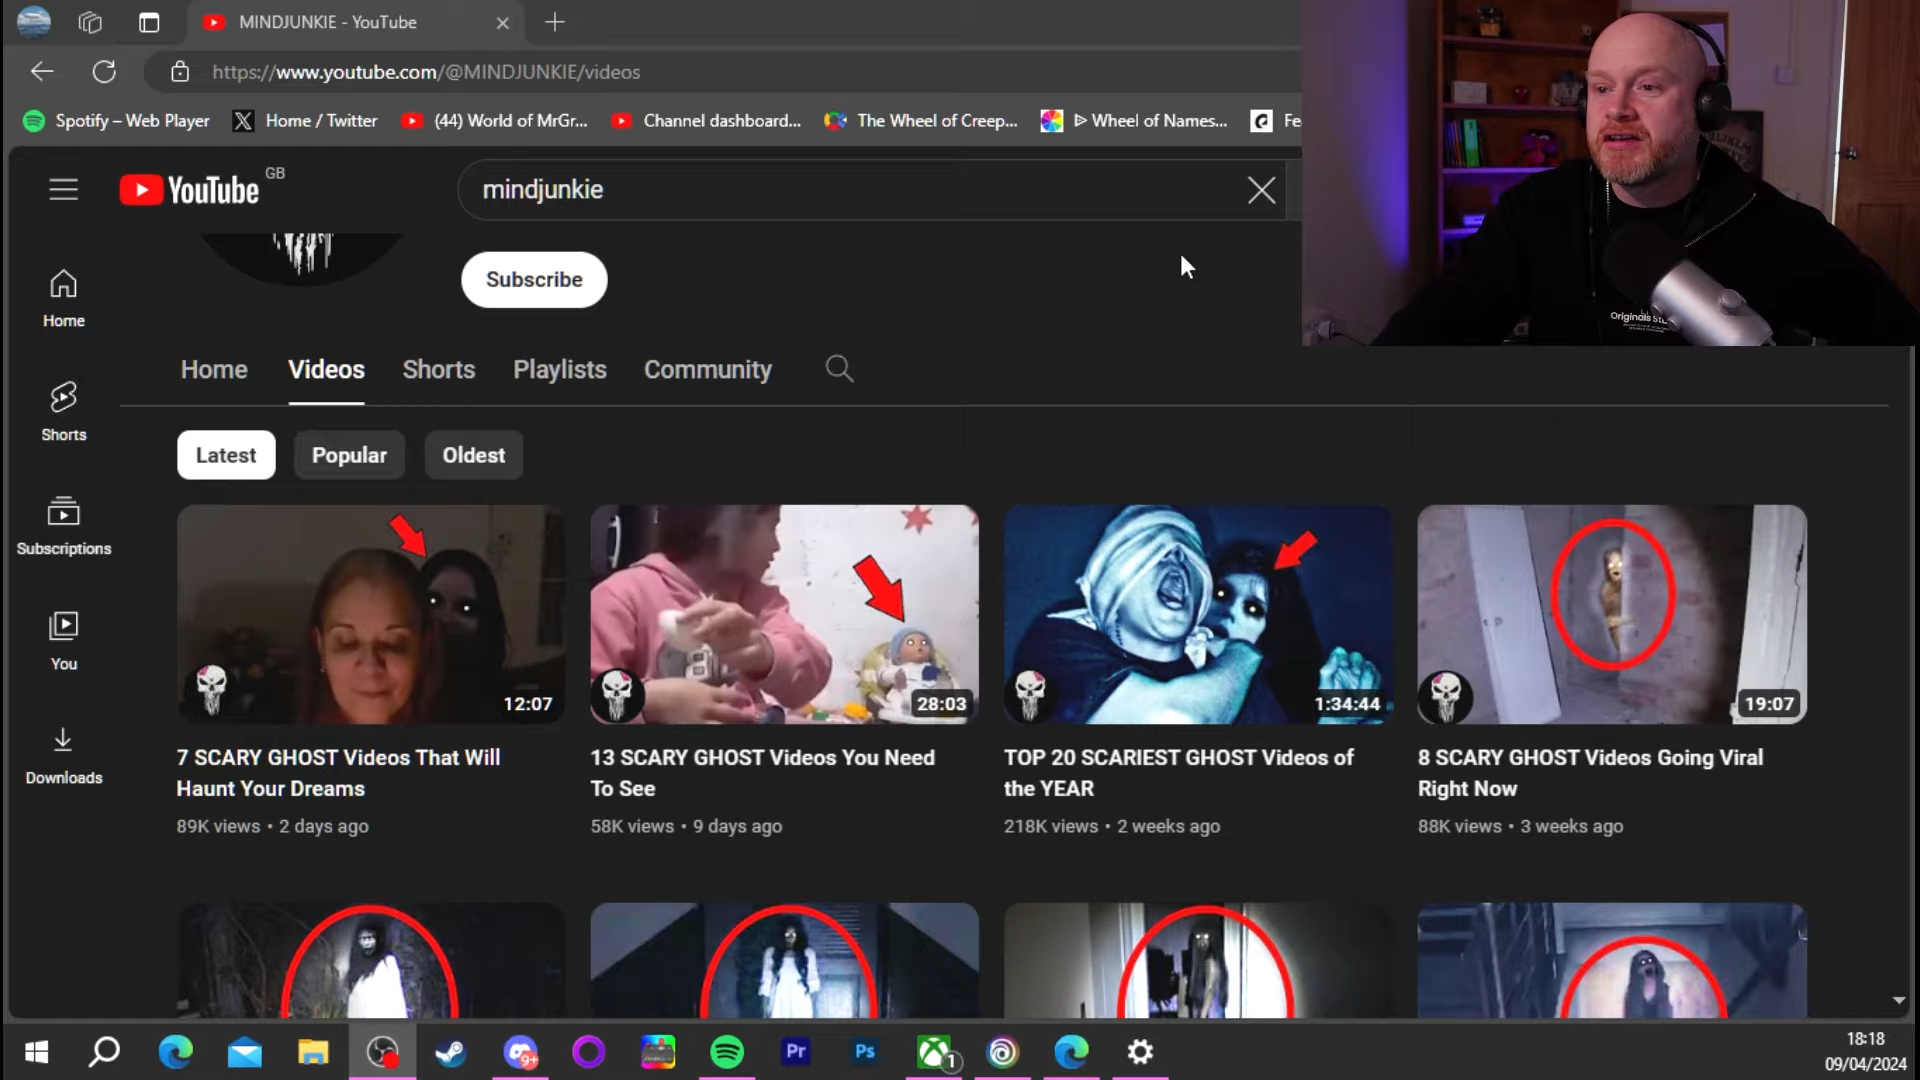 MINDJUNKIE - YouTube
https://www.youtube.com/@MINDJUNKIE/videos
Spotify – Web Player
Home / Twitter
(44) World of MrGr...
Channel dashboard...
The Wheel of Creep...
Wheel of Names...
Fe
YouTube GB
mindjunkie
Subscribe
Home
Shorts
Subscriptions
You
Downloads
Home
Videos
Shorts
Playlists
Community
Latest
Popular
Oldest
12:07
28:03
1:34:44
19:07
7 SCARY GHOST Videos That Will
Haunt Your Dreams
89K views • 2 days ago
13 SCARY GHOST Videos You Need
To See
58K views • 9 days ago
TOP 20 SCARIEST GHOST Videos of
the YEAR
218K views • 2 weeks ago
8 SCARY GHOST Videos Going Viral
Right Now
88K views • 3 weeks ago
9+
Pr
Ps
1
18:18
09/04/2024